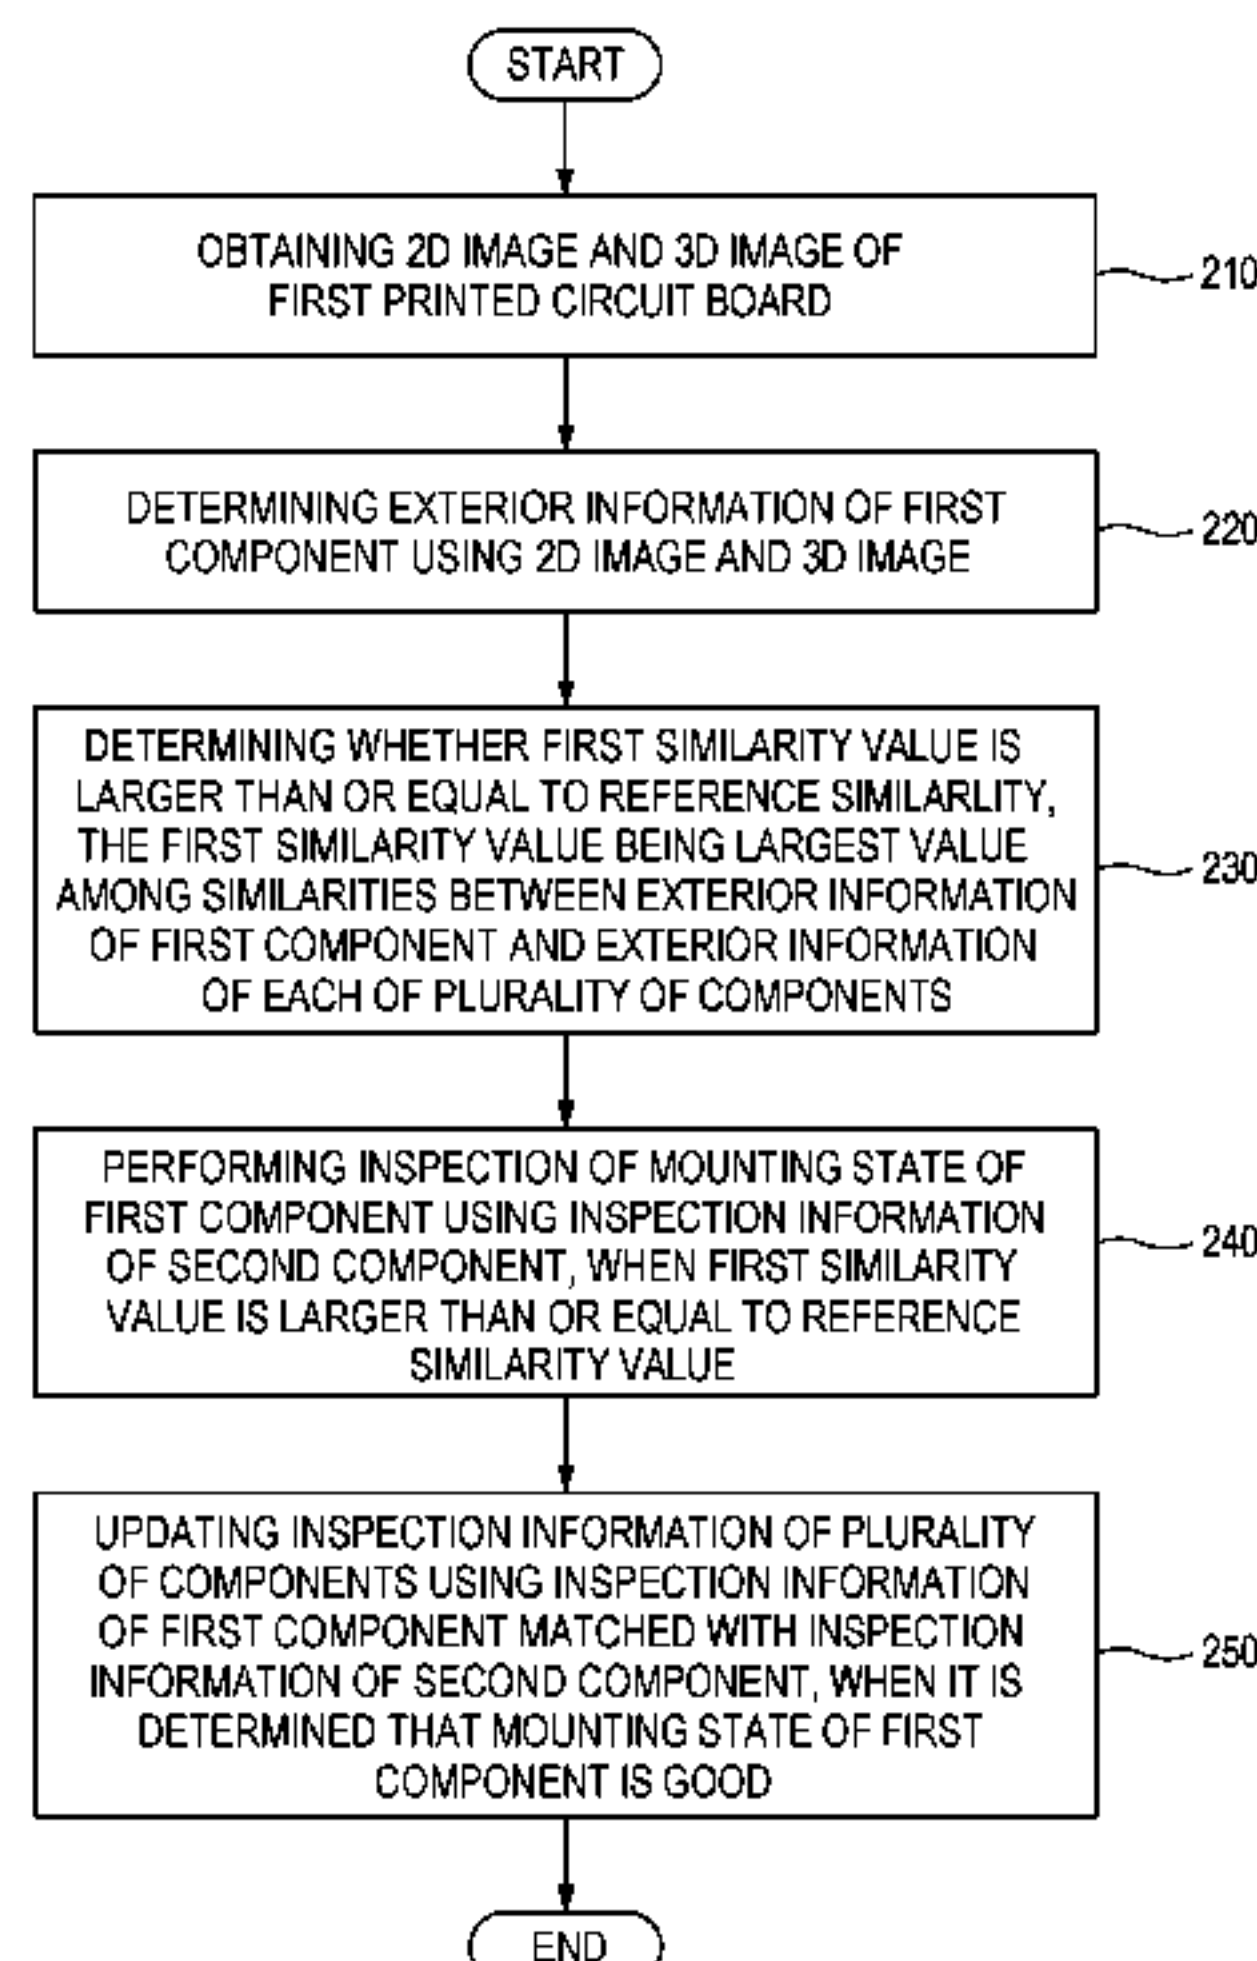 START
OBTAINING 2D IMAGE AND 3D IMAGE OF
FIRST PRINTED CIRCUIT BOARD
210
DETERMINING EXTERIOR INFORMATION OF FIRST
COMPONENT USING 2D IMAGE AND 3D IMAGE
220
DETERMINING WHETHER FIRST SIMILARITY VALUE IS
LARGER THAN OR EQUAL TO REFERENCE SIMILARLITY,
THE FIRST SIMILARITY VALUE BEING LARGEST VALUE
AMONG SIMILARITIES BETWEEN EXTERIOR INFORMATION
OF FIRST COMPONENT AND EXTERIOR INFORMATION
OF EACH OF PLURALITY OF COMPONENTS
230
PERFORMING INSPECTION OF MOUNTING STATE OF
FIRST COMPONENT USING INSPECTION INFORMATION
OF SECOND COMPONENT, WHEN FIRST SIMILARITY
VALUE IS LARGER THAN OR EQUAL TO REFERENCE
SIMILARITY VALUE
240
UPDATING INSPECTION INFORMATION OF PLURALITY
OF COMPONENTS USING INSPECTION INFORMATION
OF FIRST COMPONENT MATCHED WITH INSPECTION
INFORMATION OF SECOND COMPONENT, WHEN IT IS
DETERMINED THAT MOUNTING STATE OF FIRST
COMPONENT IS GOOD
250
END